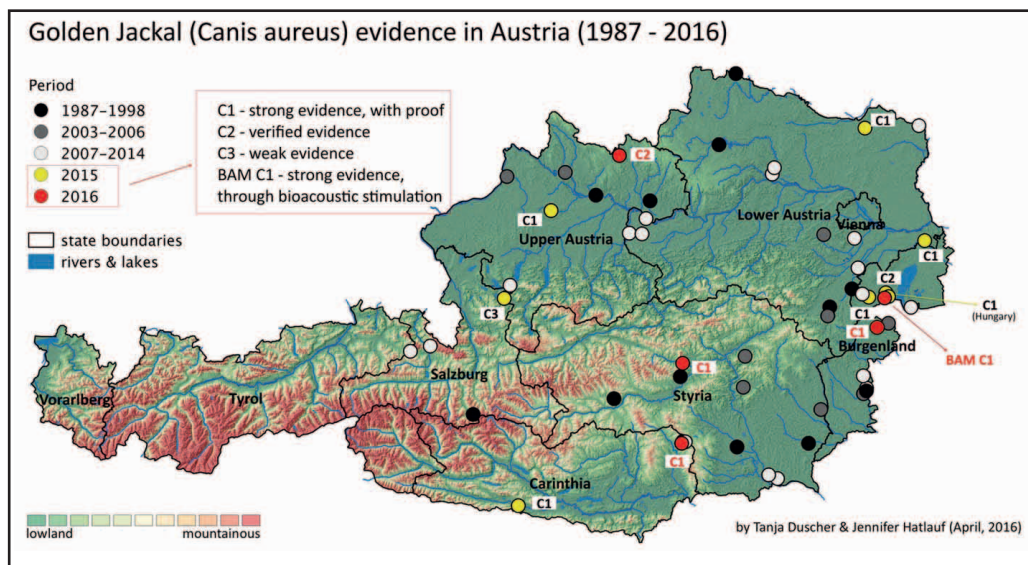 Golden Jackal (Canis aureus) evidence in Austria (1987 - 2016)
Period
1987–1998
2003–2006
2007–2014
2015
2016
C1 - strong evidence, with proof
C2 - verified evidence
C3 - weak evidence
BAM C1 - strong evidence,
through bioacoustic stimulation
state boundaries
rivers & lakes
C1
C2
C1
Lower Austria
Vienna
Upper Austria
C1
C2
C3
C1
C1
(Hungary)
C1
Burgenland
BAM C1
C1
Salzburg
Styria
Vorarlberg
Tyrol
C1
Carinthia
C1
lowland
mountainous
by Tanja Duscher & Jennifer Hatlauf (April, 2016)